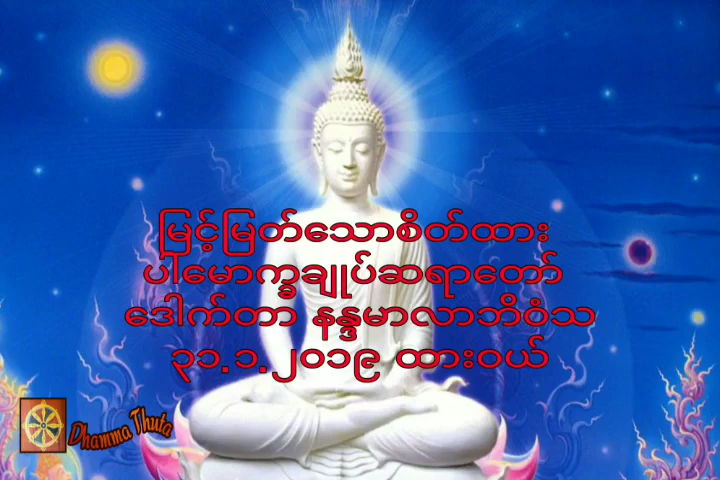 မြင့်မြတ်သောစိတ်ထား
ပါမောက္ခချုပ်ဆရာတော်
ဒေါက်တာ နန္ဒမာလာဘိဝံသ
၃၁.၁.၂၀၁၉ ထားဝယ်
Dhamma Thuta